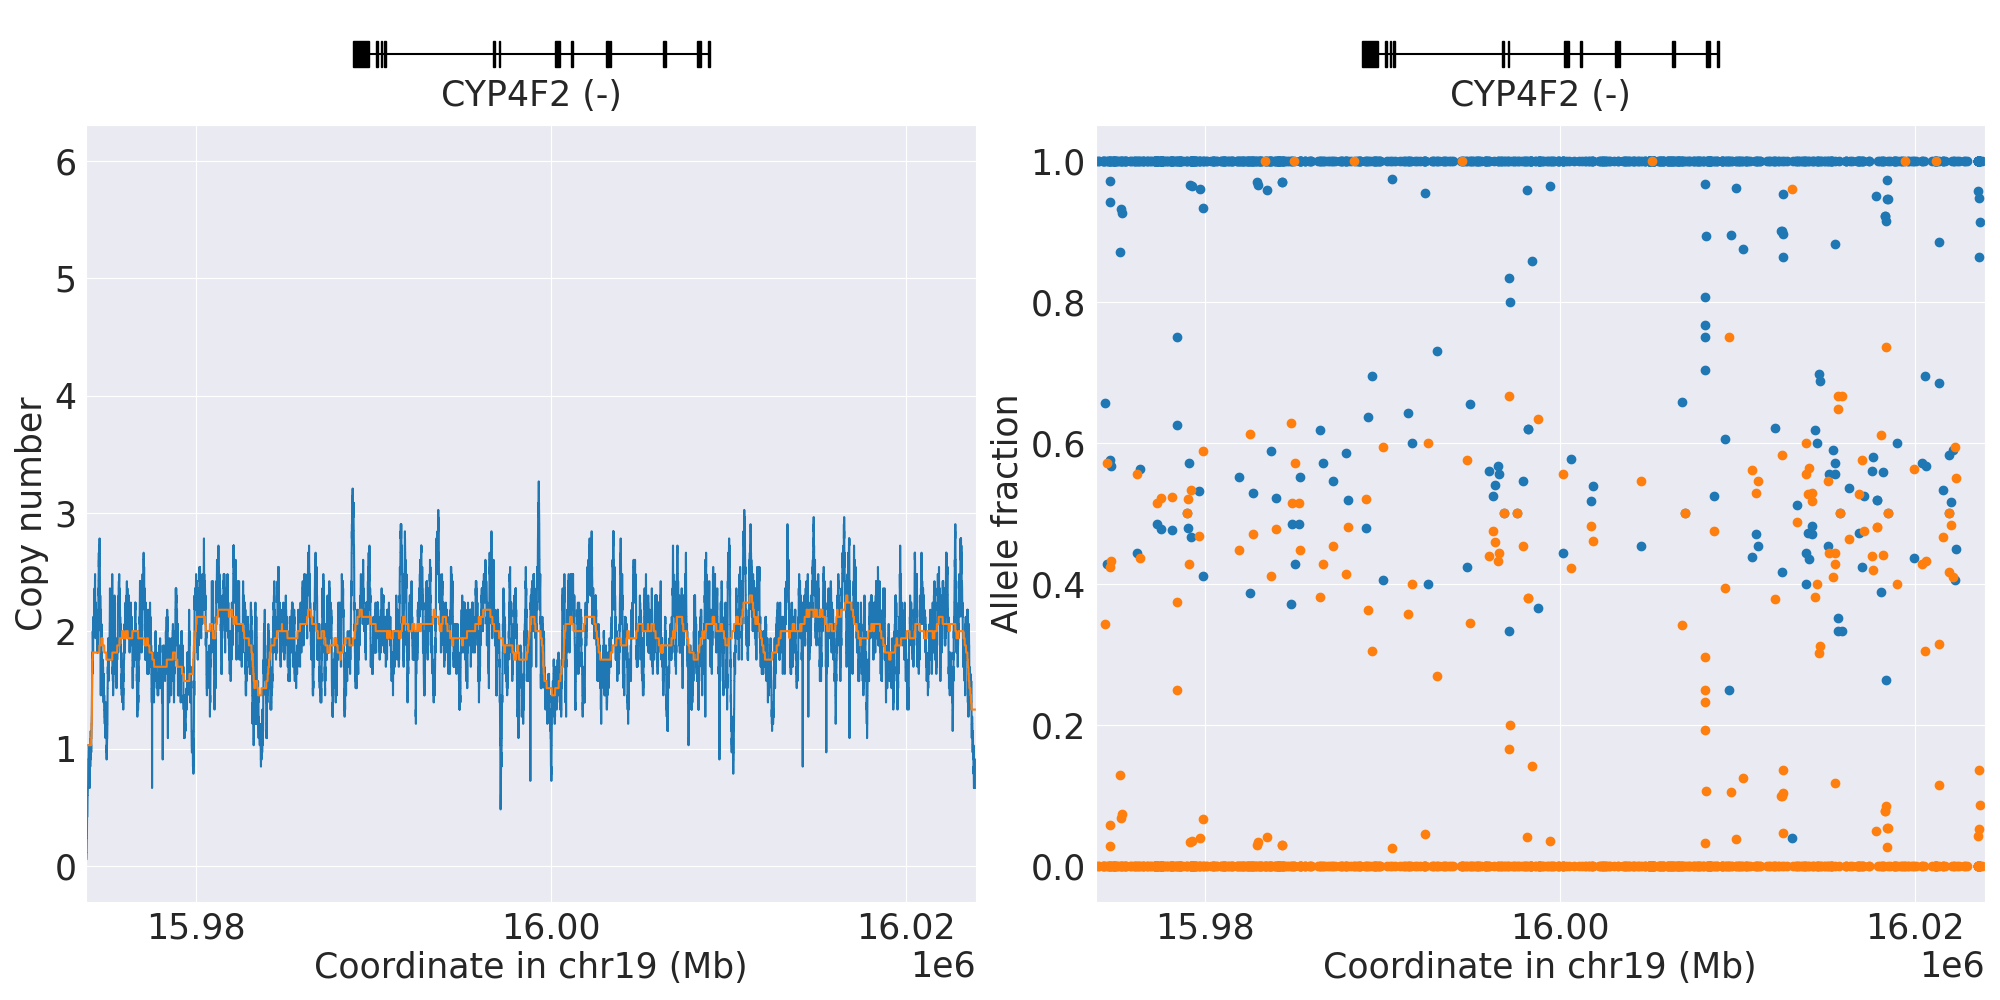 CYP4F2 (-)
6
5
4
3
2
1
0
Copy number
15.98
16.00
16.02
Coordinate in chr19 (Mb)
1e6
CYP4F2 (-)
1.0
0.8
0.6
0.4
0.2
0.0
Allele fraction
15.98
16.00
16.02
Coordinate in chr19 (Mb)
1e6